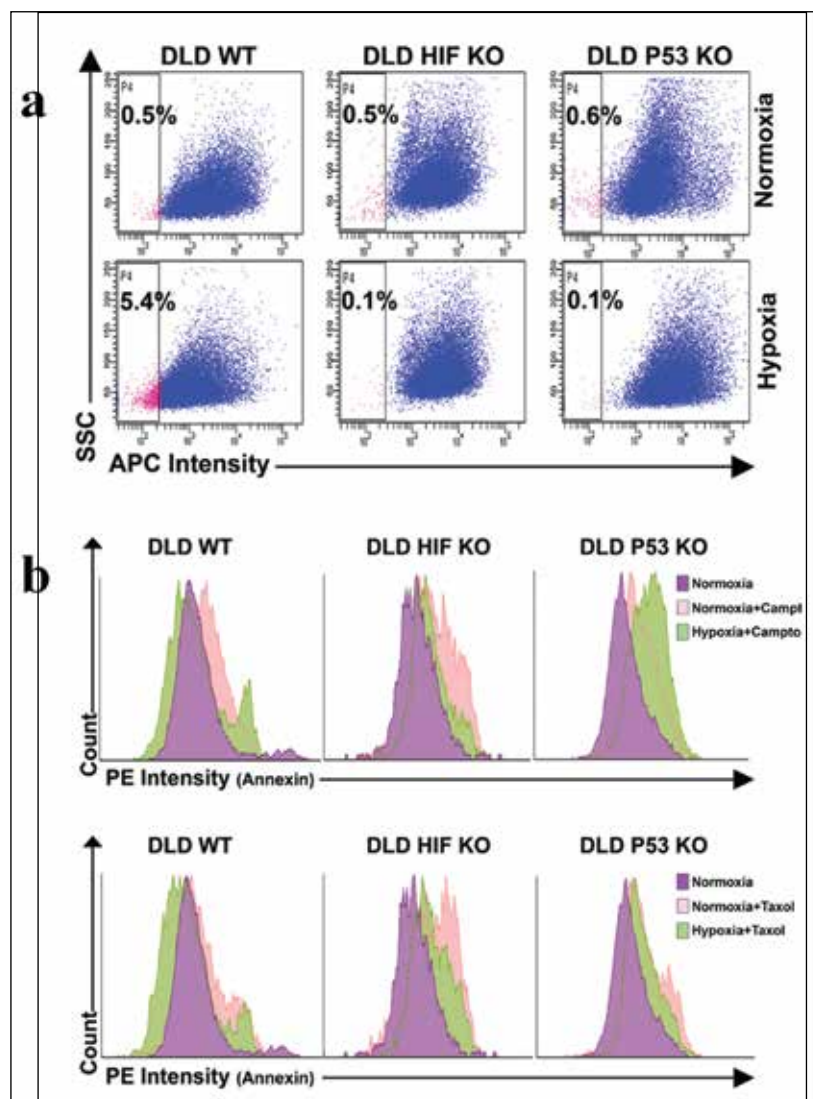 a
DLD WT DLD HIF KO DLD P53 KO
P4 P4 P4
0.5% 0.5% 0.6%
Normoxia
P4 P4 P4
5.4% 0.1% 0.1%
Hypoxia
SSC
APC Intensity
b
DLD WT DLD HIF KO DLD P53 KO
Normoxia
Normoxia+Campt
Hypoxia+Campto
Count
PE Intensity (Annexin)
DLD WT DLD HIF KO DLD P53 KO
Normoxia
Normoxia+Taxol
Hypoxia+Taxol
Count
PE Intensity (Annexin)